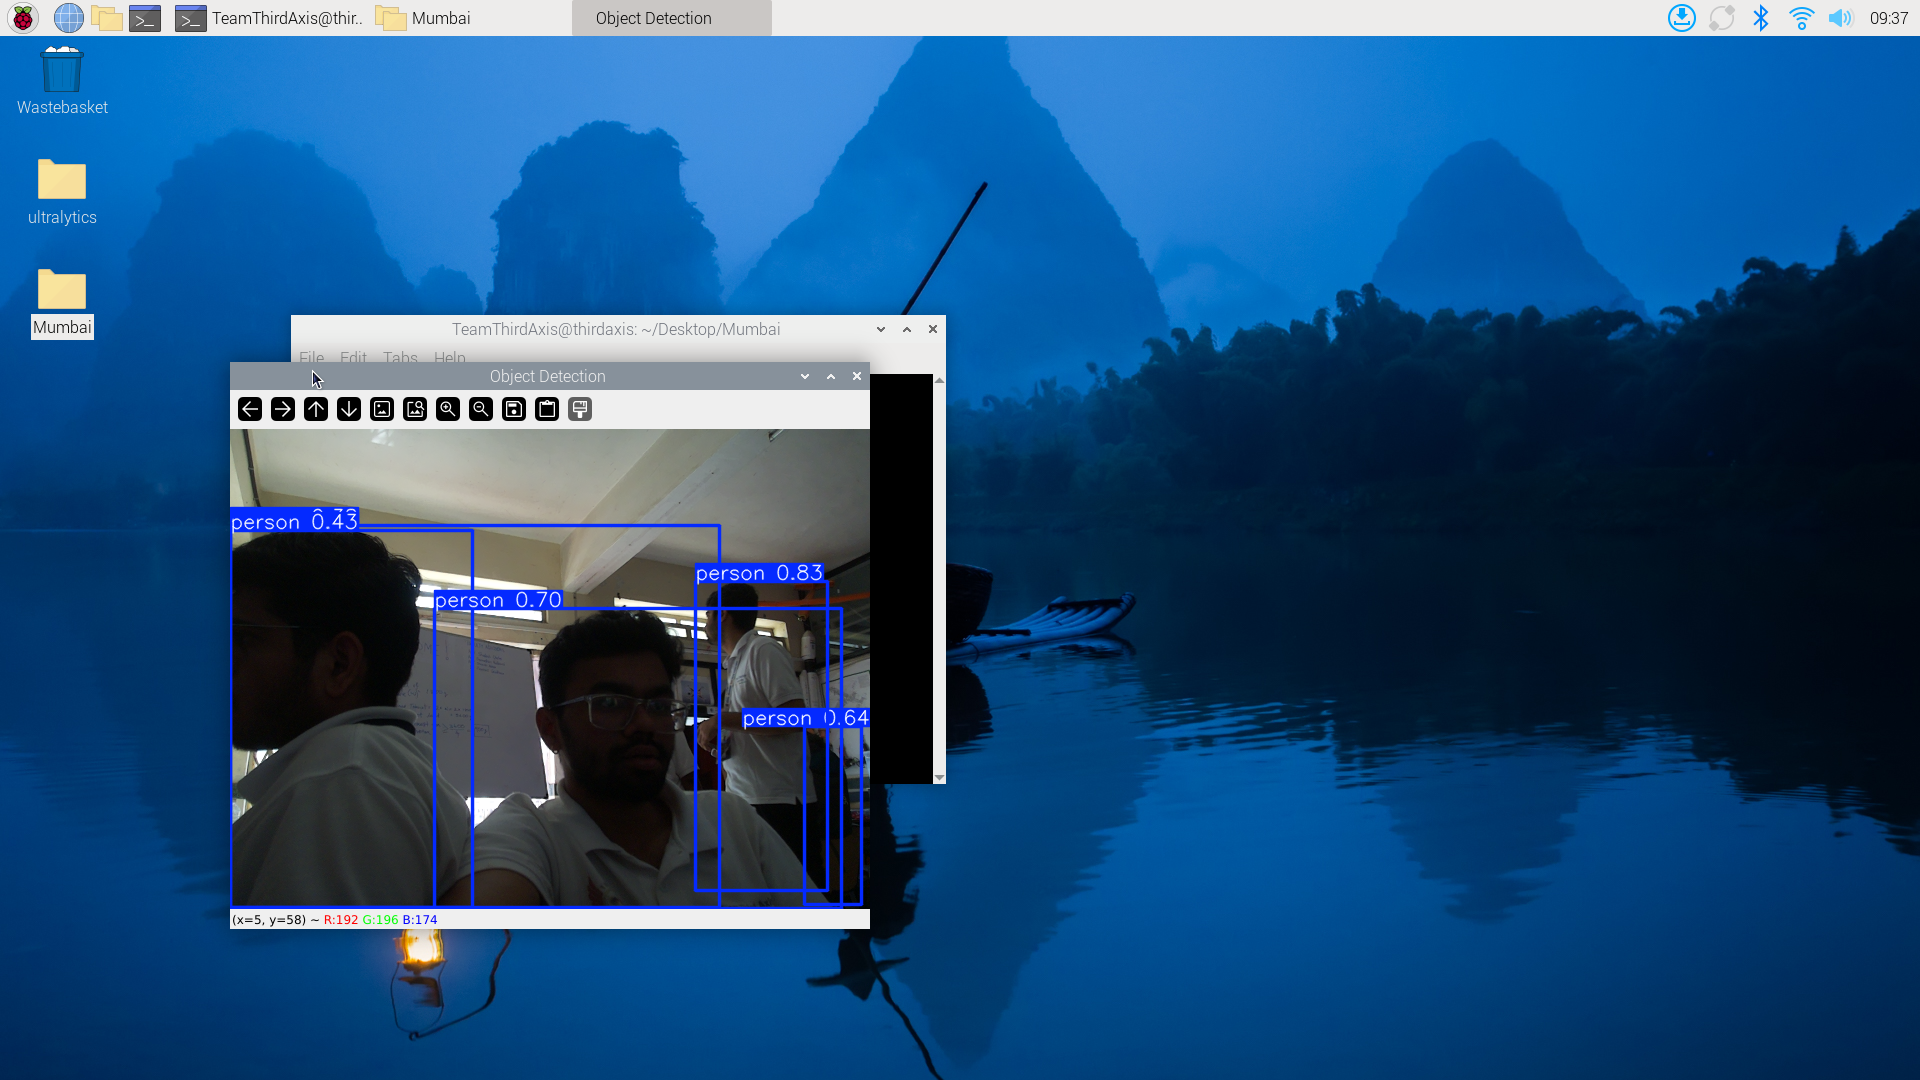 TeamThirdAxis@thir..
Mumbai
Object Detection
09:37
Wastebasket
ultralytics
Mumbai
TeamThirdAxis@thirdaxis: ~/Desktop/Mumbai
File Edit Tabs Help
Object Detection
person 0.43
person 0.83
person 0.70
person 0.64
(x=5, y=58) ~ R:192 G:196 B:174